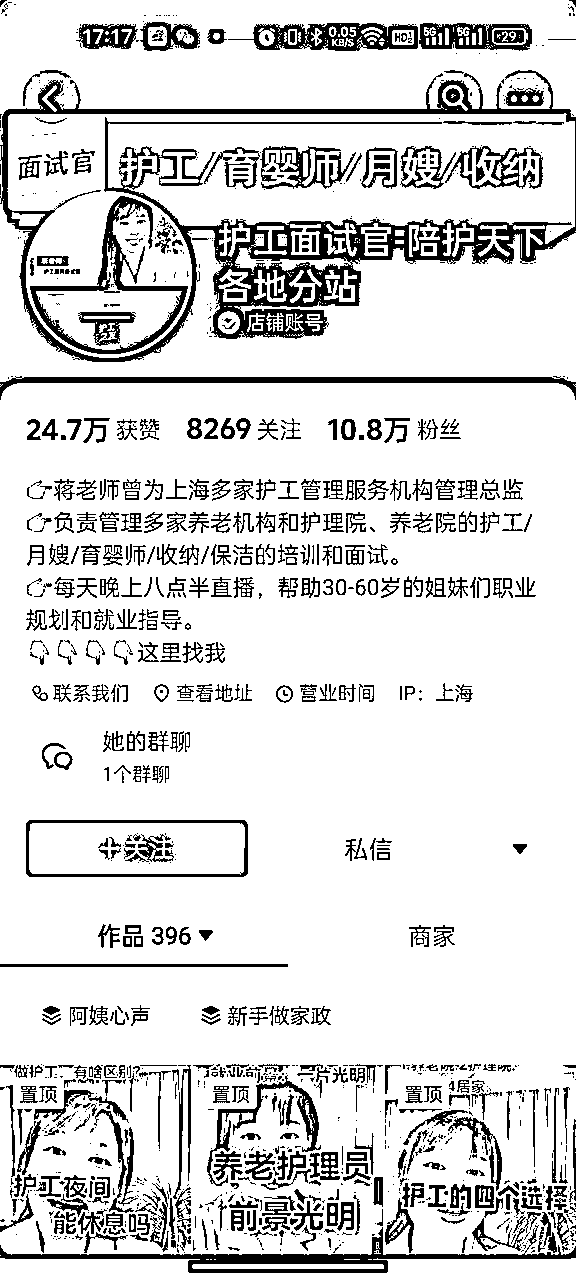 17:17
0.05
KB/S
HD
5G
5G
29
面试官
护工/育婴师/月嫂/收纳
护工面试官·陪护天下
各地分站
店铺账号
24.7万 获赞 8269 关注 10.8万 粉丝
👉蒋老师曾为上海多家护工管理服务机构管理总监
👉负责管理多家养老机构和护理院、养老院的护工/
月嫂/育婴师/收纳/保洁的培训和面试。
👉每天晚上八点半直播，帮助30-60岁的姐妹们职业
规划和就业指导。
👇👇👇👇这里找我
联系我们 查看地址 营业时间 IP：上海
她的群聊
1个群聊
+关注 私信
作品 396 商家
阿姨心声 新手做家政
做护工，有啥区别？
一片光明
置顶 置顶 置顶
居家
护工夜间
能休息吗
养老护理员
前景光明
护工的四个选择